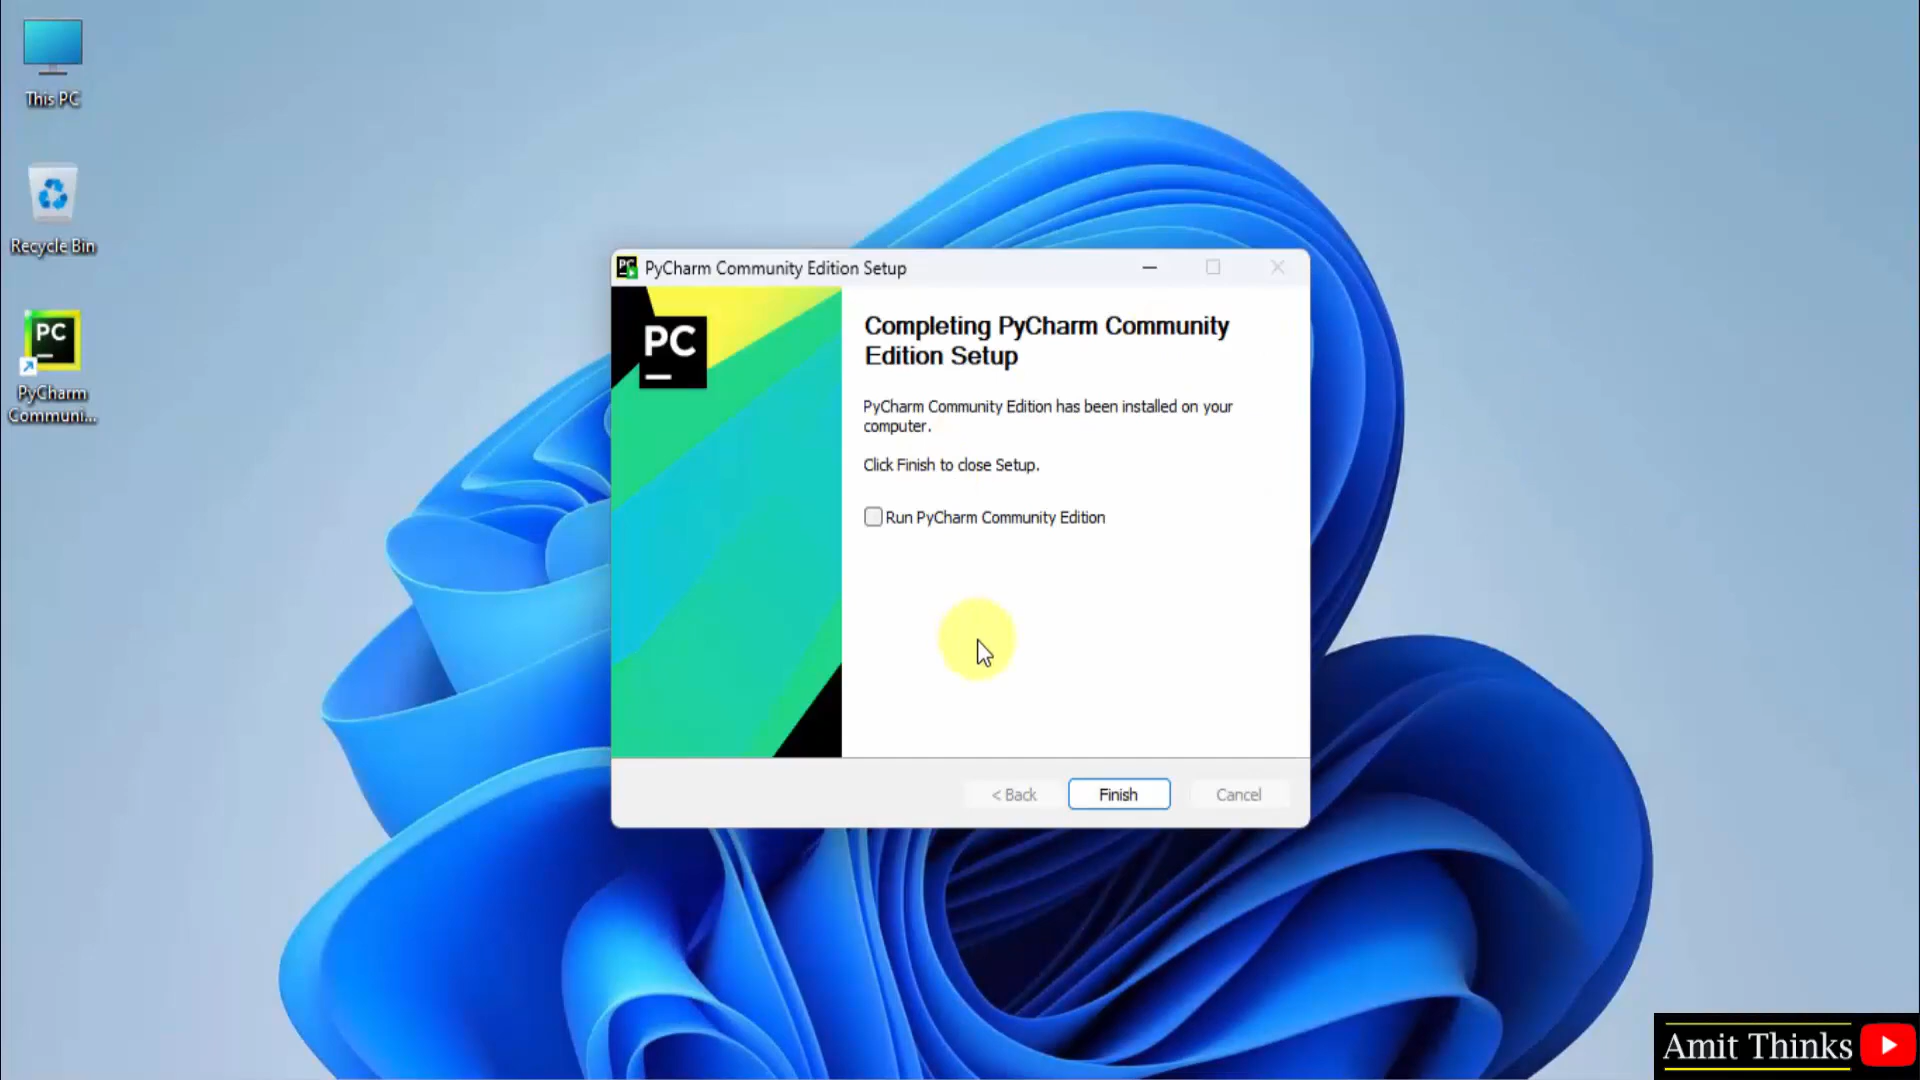 This PC
Recycle Bin
PC
PyCharm
Communi...
PC
PyCharm Community Edition Setup
PC
Completing PyCharm Community
Edition Setup
PyCharm Community Edition has been installed on your
computer.
Click Finish to close Setup.
Run PyCharm Community Edition
< Back
Finish
Cancel
Amit Thinks